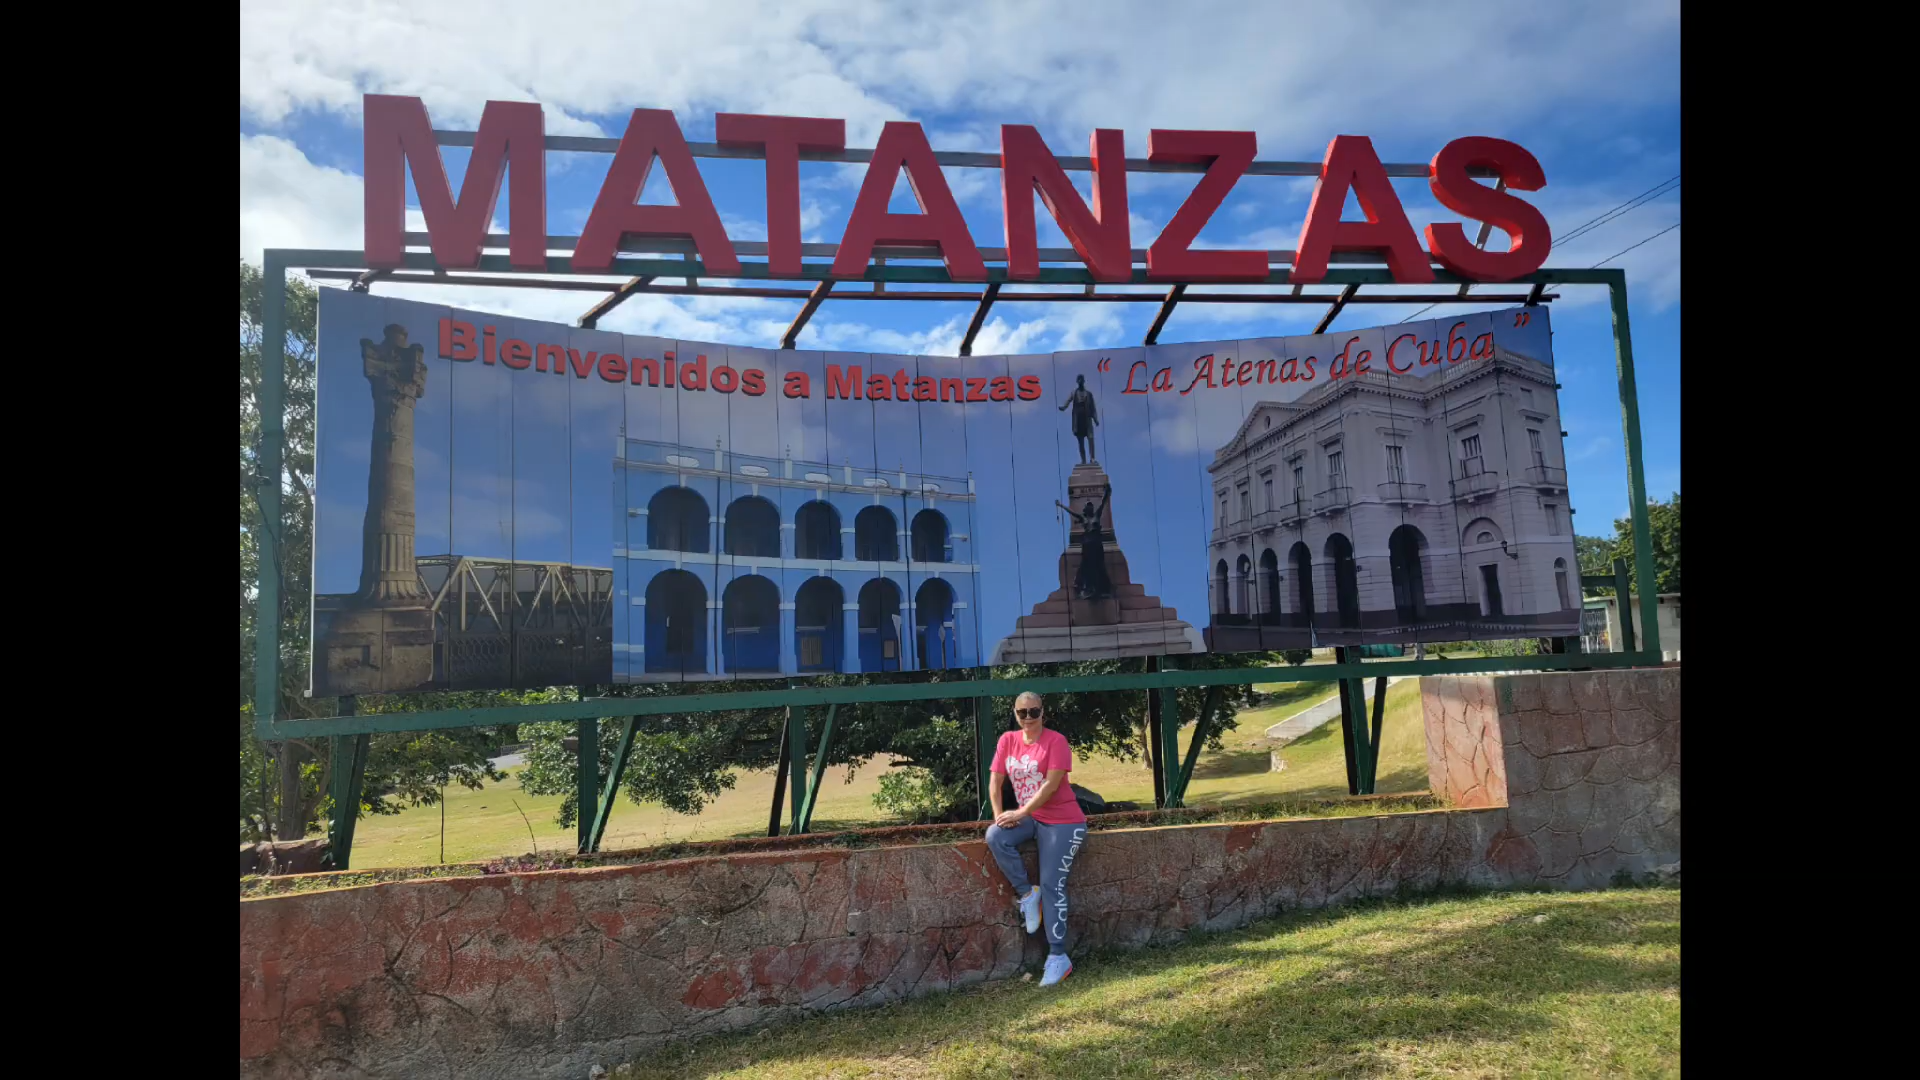 MATANZAS
Bienvenidos a Matanzas
“ La Atenas de Cuba ”
Calvin Klein